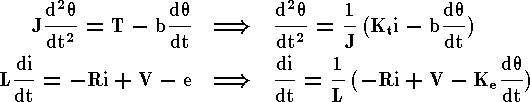 J d²θ/dt² = T − b dθ/dt ⟹ d²θ/dt² = 1/J (Kₜi − b dθ/dt)
L di/dt = −Ri + V − e ⟹ di/dt = 1/L (−Ri + V − Kₑ dθ/dt)